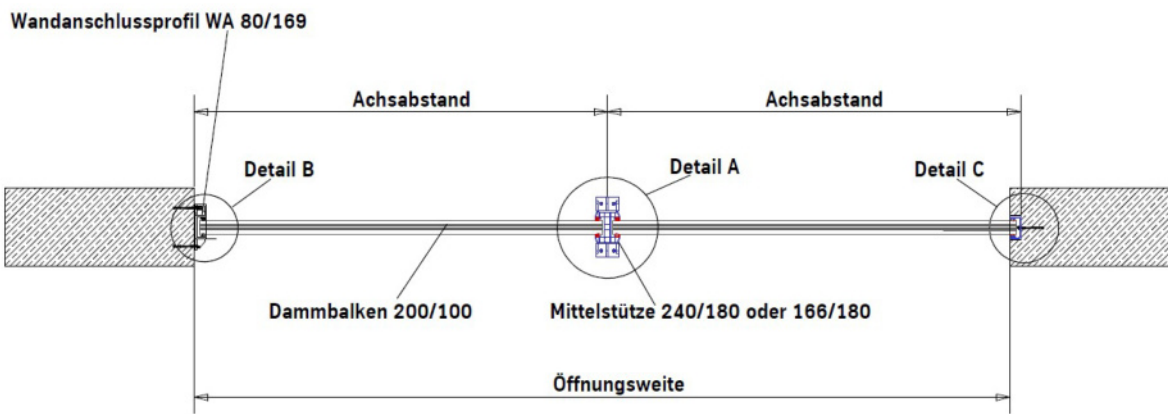 Wandanschlussprofil WA 80/169
Achsabstand
Achsabstand
Detail B
Detail A
Detail C
Dammbalken 200/100
Mittelstütze 240/180 oder 166/180
Öffnungsweite